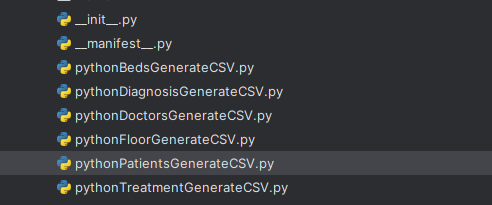 __init__.py
__manifest__.py
pythonBedsGenerateCSV.py
pythonDiagnosisGenerateCSV.py
pythonDoctorsGenerateCSV.py
pythonFloorGenerateCSV.py
pythonPatientsGenerateCSV.py
pythonTreatmentGenerateCSV.py